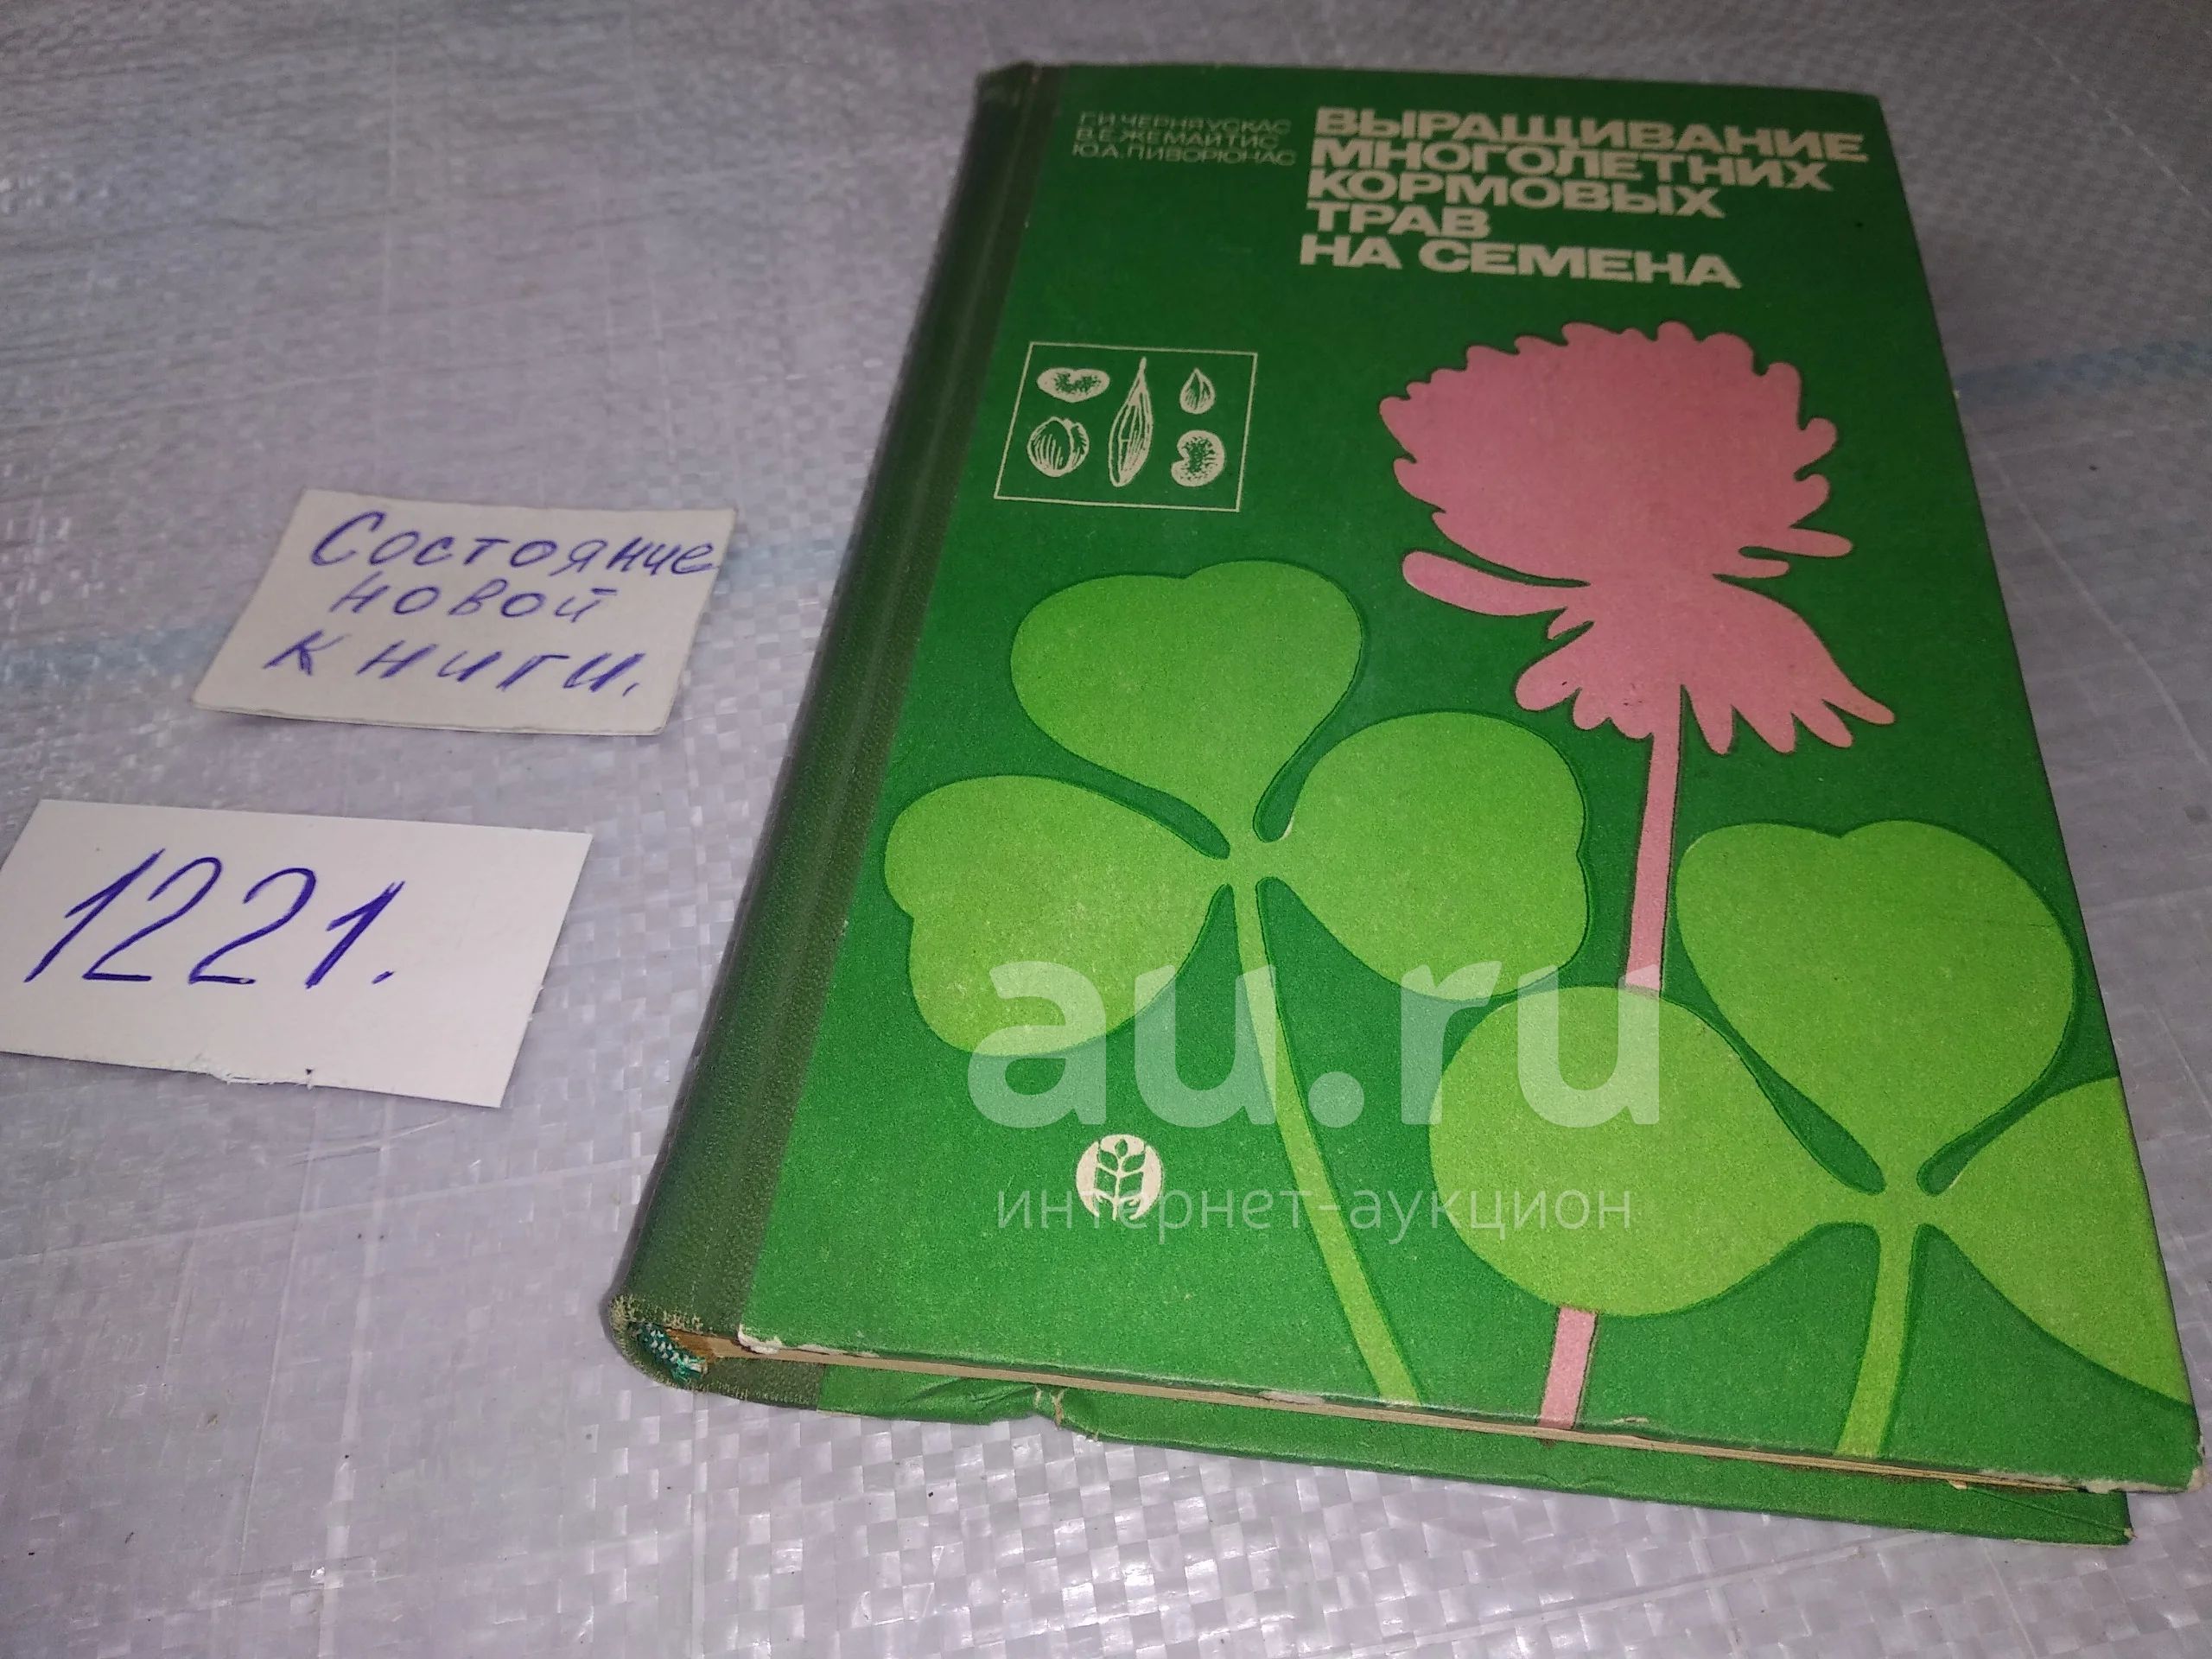 Г.И. ЧЕРНЯУСКАС
В.Е. ЖЕМАЙТИС
Ю.А. ПИВОРЮНАС
ВЫРАЩИВАНИЕ
МНОГОЛЕТНИХ
КОРМОВЫХ
ТРАВ
НА СЕМЕНА
Состояние
новой
книги.
1221.
au.ru
интернет-аукцион